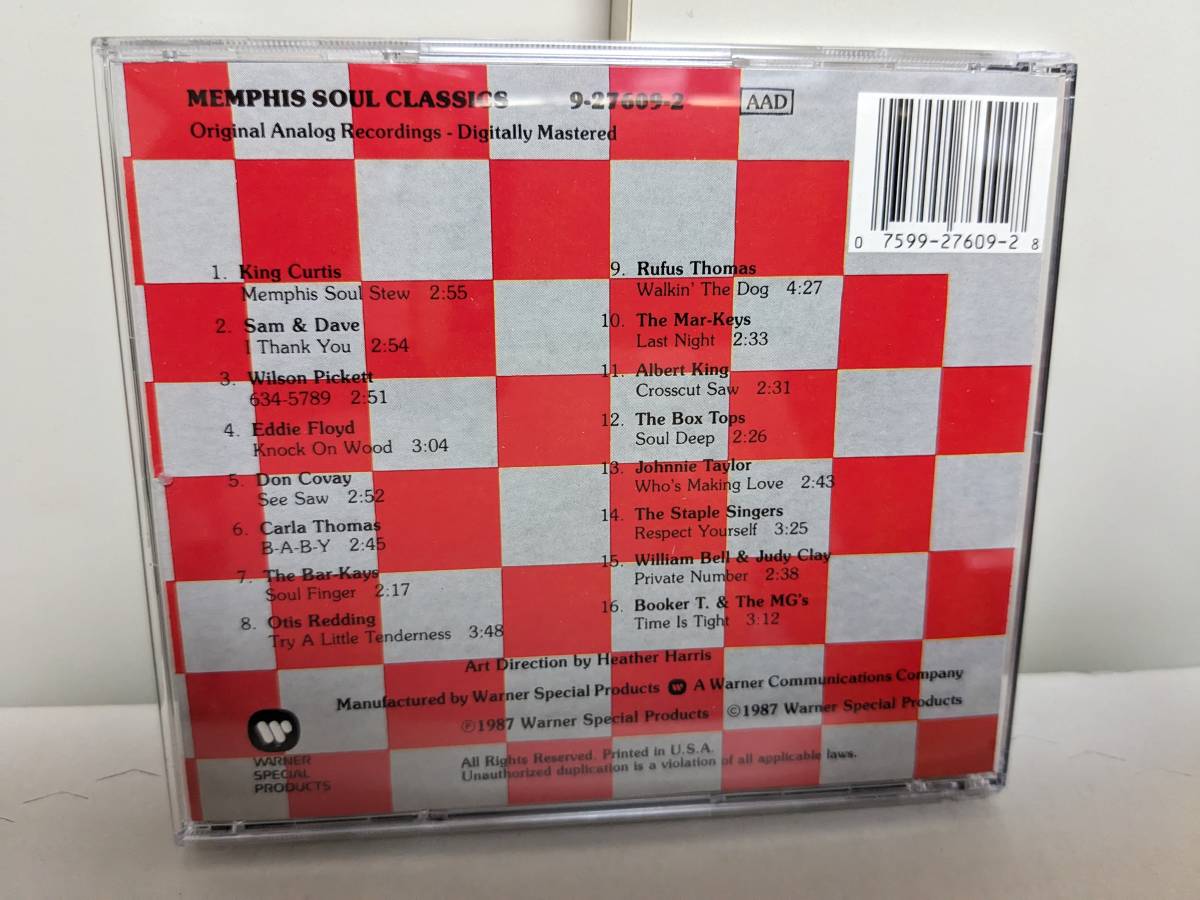 MEMPHIS SOUL CLASSICS 9-27609-2 AAD
Original Analog Recordings - Digitally Mastered
0 7599-27609-2 8
1. King Curtis
Memphis Soul Stew 2:55
2. Sam & Dave
I Thank You 2:54
3. Wilson Pickett
634-5789 2:51
4. Eddie Floyd
Knock On Wood 3:04
5. Don Covay
See Saw 2:52
6. Carla Thomas
B-A-B-Y 2:45
7. The Bar-Kays
Soul Finger 2:17
8. Otis Redding
Try A Little Tenderness 3:48
9. Rufus Thomas
Walkin' The Dog 4:27
10. The Mar-Keys
Last Night 2:33
11. Albert King
Crosscut Saw 2:31
12. The Box Tops
Soul Deep 2:26
13. Johnnie Taylor
Who's Making Love 2:43
14. The Staple Singers
Respect Yourself 3:25
15. William Bell & Judy Clay
Private Number 2:38
16. Booker T. & The MG's
Time Is Tight 3:12
Art Direction by Heather Harris
Manufactured by Warner Special Products A Warner Communications Company
℗1987 Warner Special Products ©1987 Warner Special Products
All Rights Reserved. Printed in U.S.A.
Unauthorized duplication is a violation of all applicable laws.
WARNER
SPECIAL
PRODUCTS